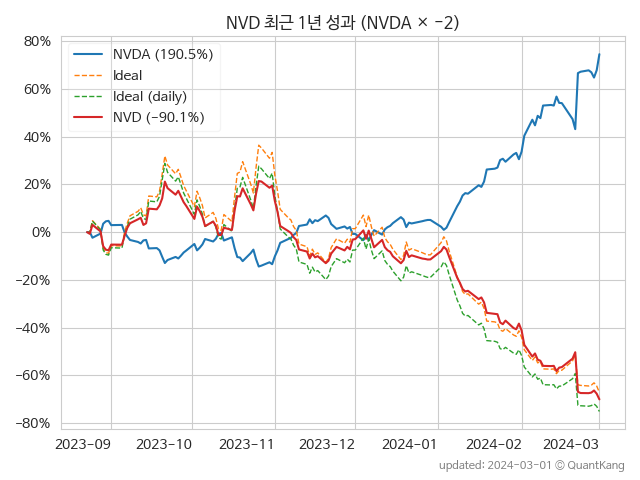 NVD 최근 1년 성과 (NVDA × −2)
80%
60%
40%
20%
0%
−20%
−40%
−60%
−80%
NVDA (190.5%)
Ideal
Ideal (daily)
NVD (−90.1%)
2023-09
2023-10
2023-11
2023-12
2024-01
2024-02
2024-03
updated: 2024-03-01 © QuantKang